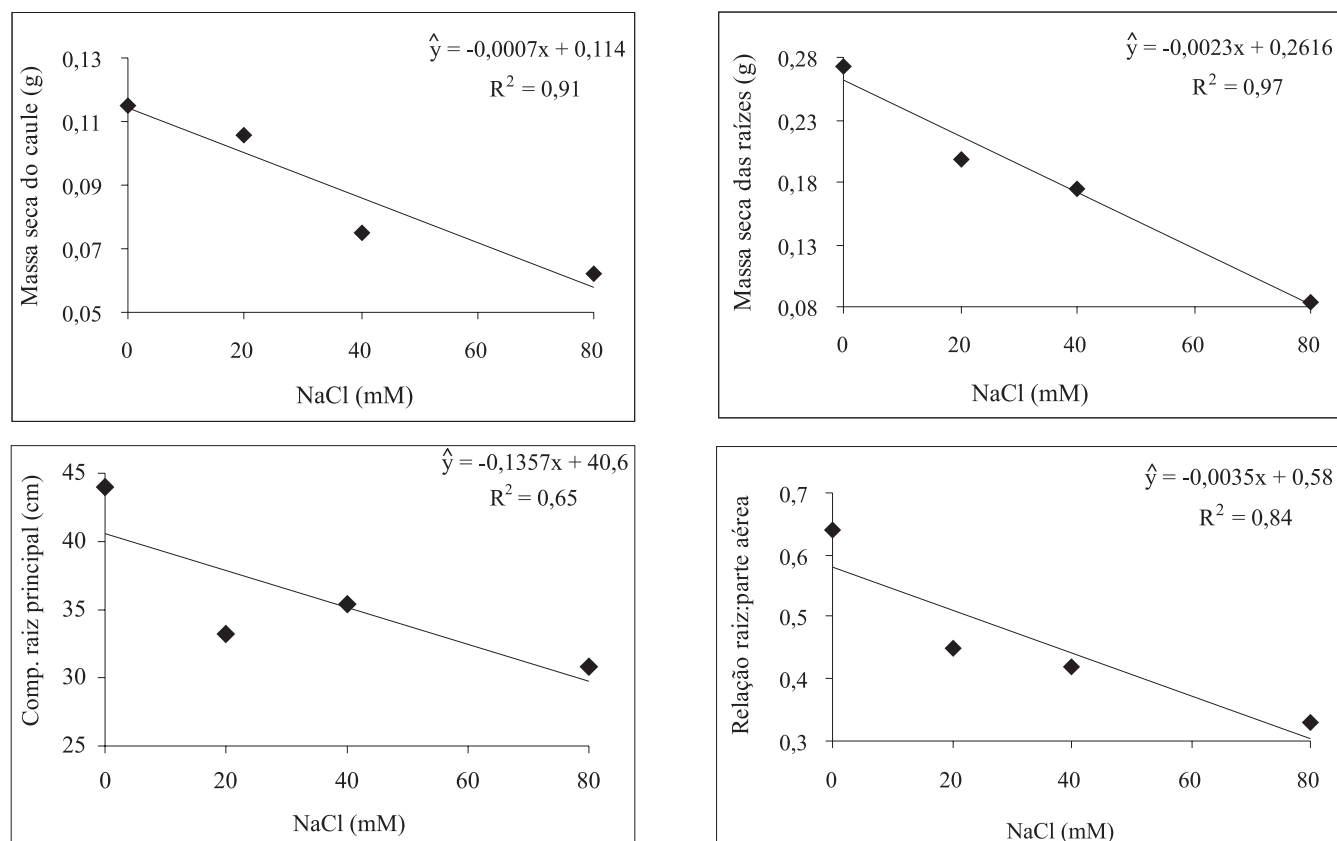 ŷ = -0,0007x + 0,114
R² = 0,91
Massa seca do caule (g)
0,13
0,11
0,09
0,07
0,05
0 20 40 60 80
NaCl (mM)
ŷ = -0,0023x + 0,2616
R² = 0,97
Massa seca das raízes (g)
0,28
0,23
0,18
0,13
0,08
0 20 40 60 80
NaCl (mM)
ŷ = -0,1357x + 40,6
R² = 0,65
Comp. raiz principal (cm)
45
40
35
30
25
0 20 40 60 80
NaCl (mM)
ŷ = -0,0035x + 0,58
R² = 0,84
Relação raiz:parte aérea
0,7
0,6
0,5
0,4
0,3
0 20 40 60 80
NaCl (mM)